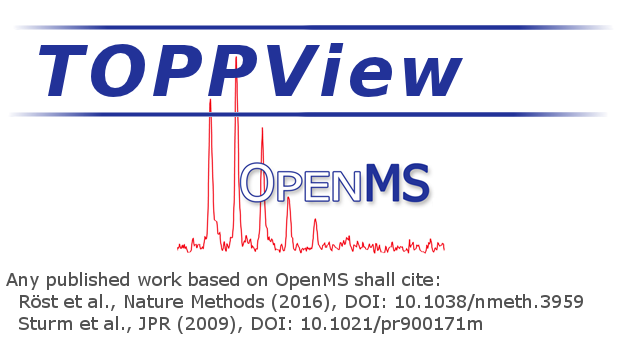 TOPPView
OPENMS
Any published work based on OpenMS shall cite:
Röst et al., Nature Methods (2016), DOI: 10.1038/nmeth.3959
Sturm et al., JPR (2009), DOI: 10.1021/pr900171m